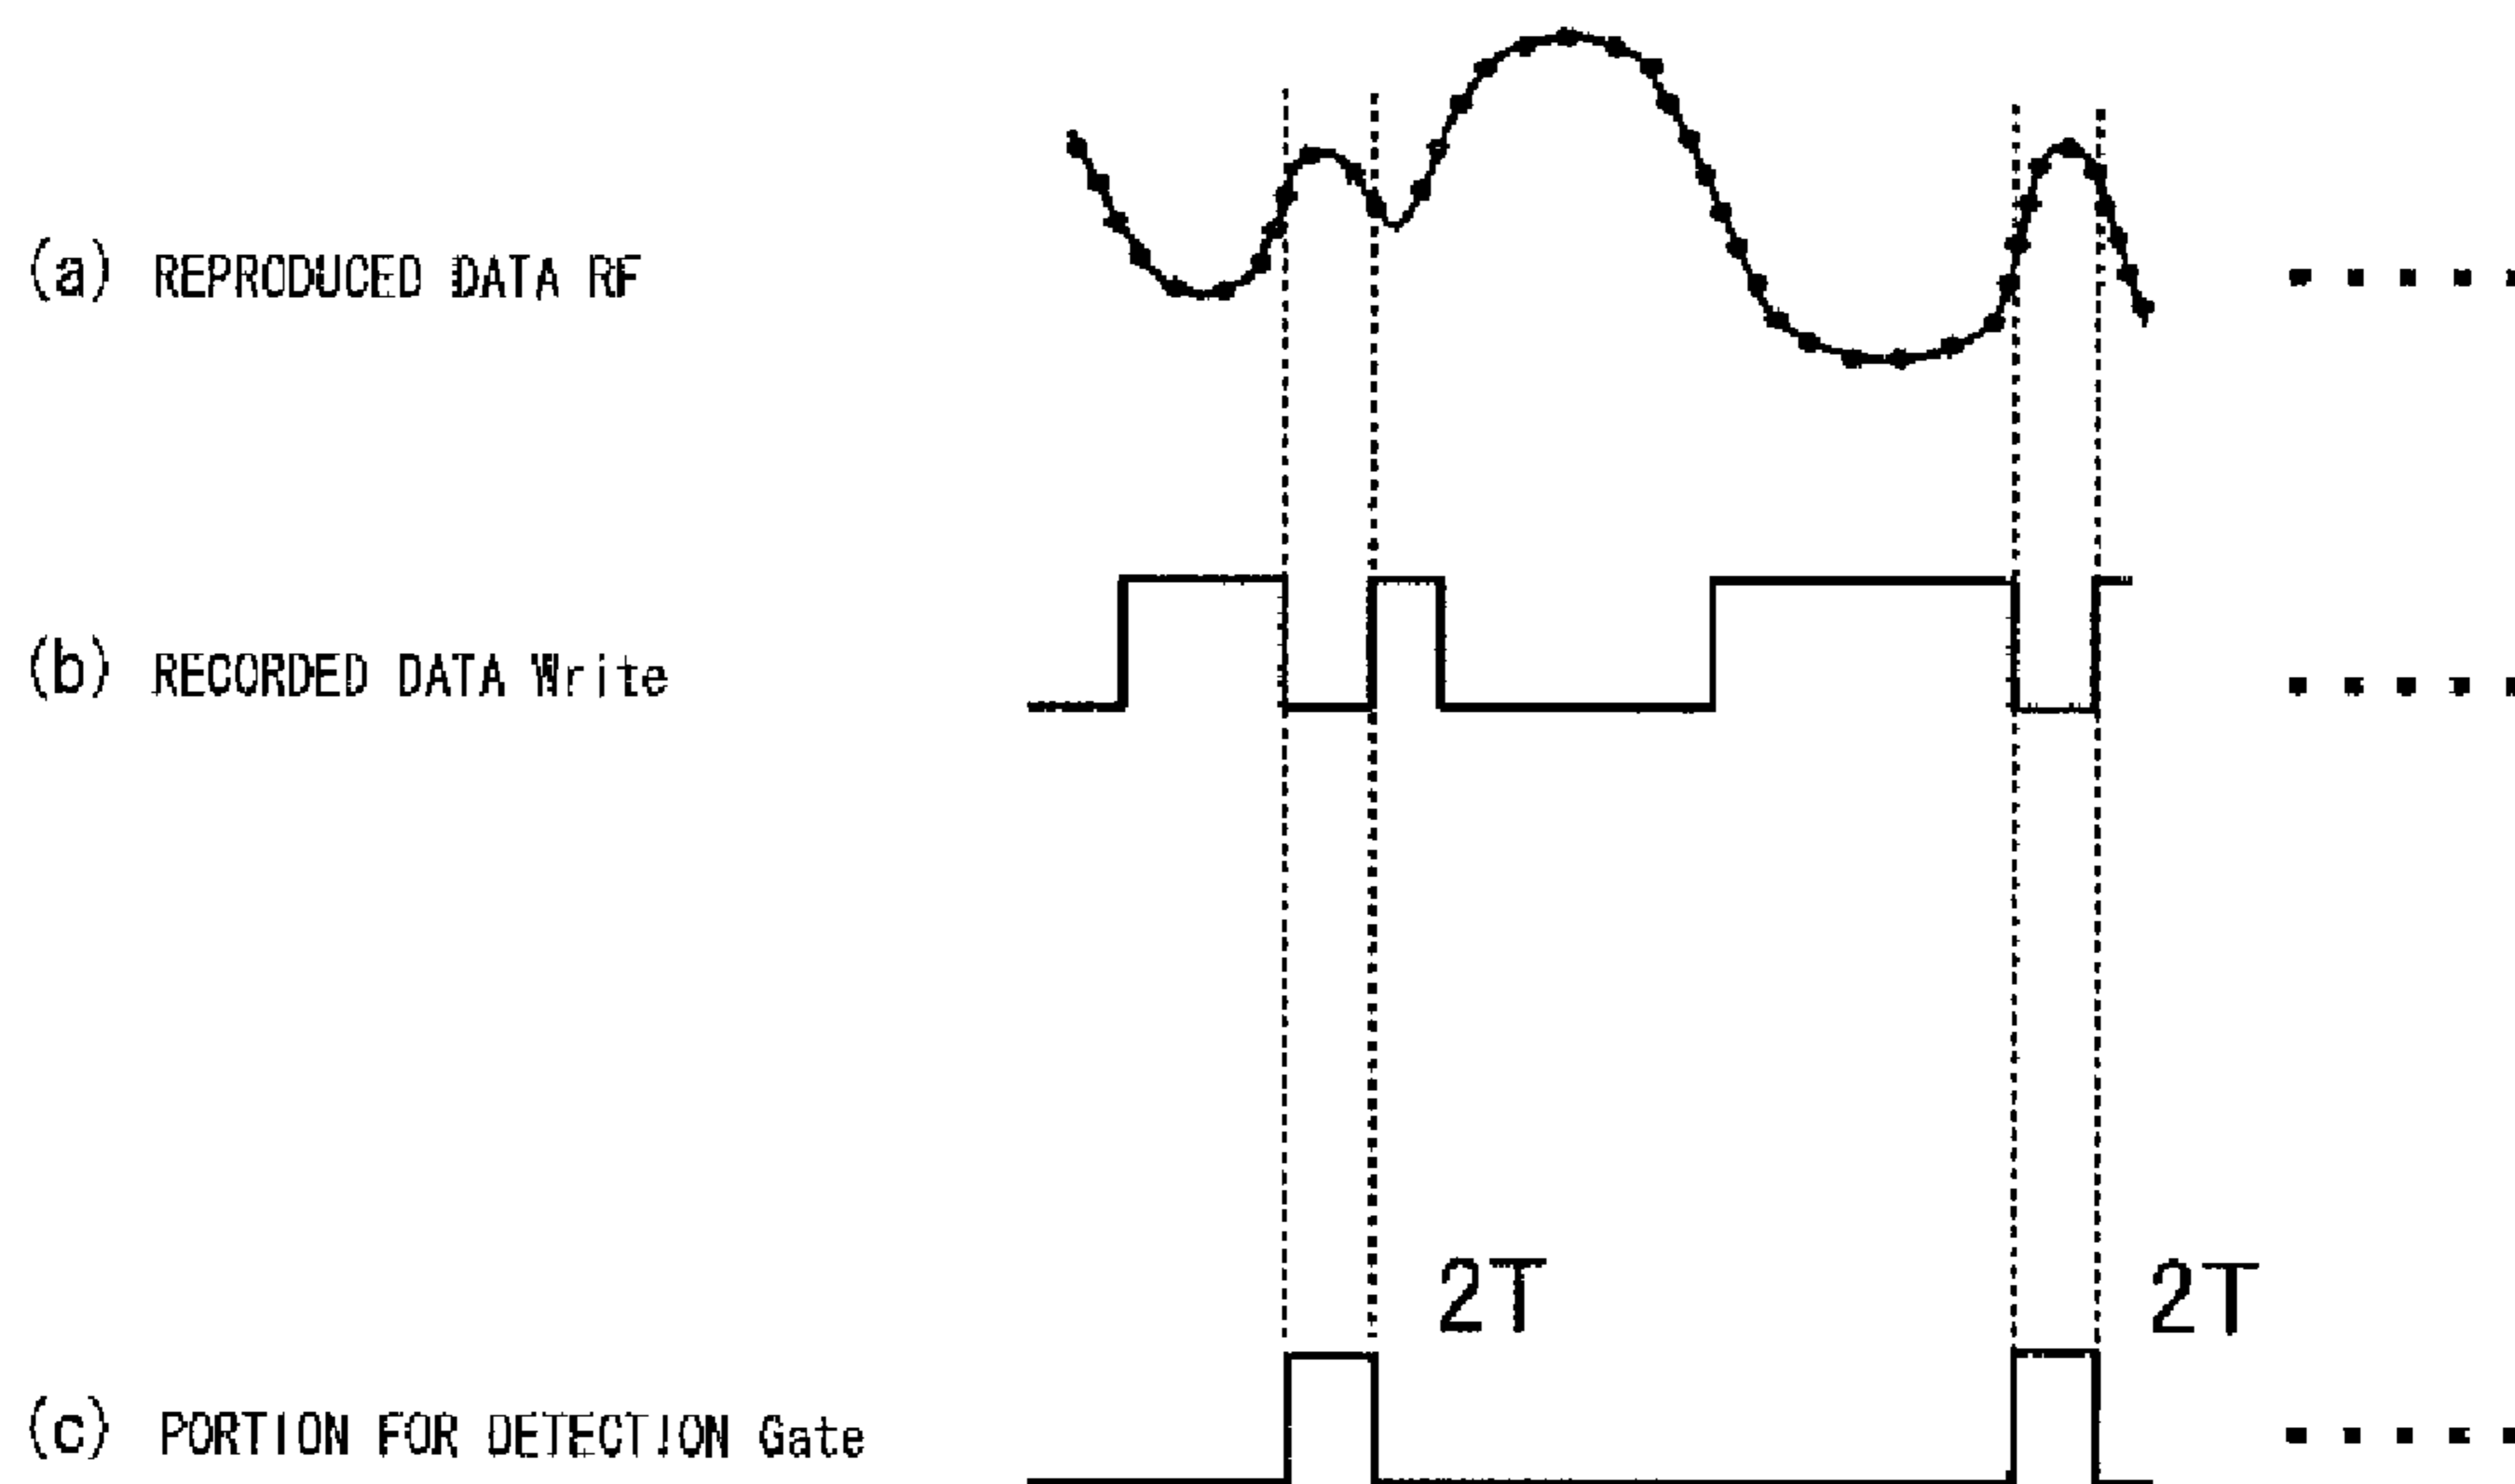 (a) REPRODUCED DATA RF
(b) RECORDED DATA Write
2T 2T
(c) PORTION FOR DETECTION Gate